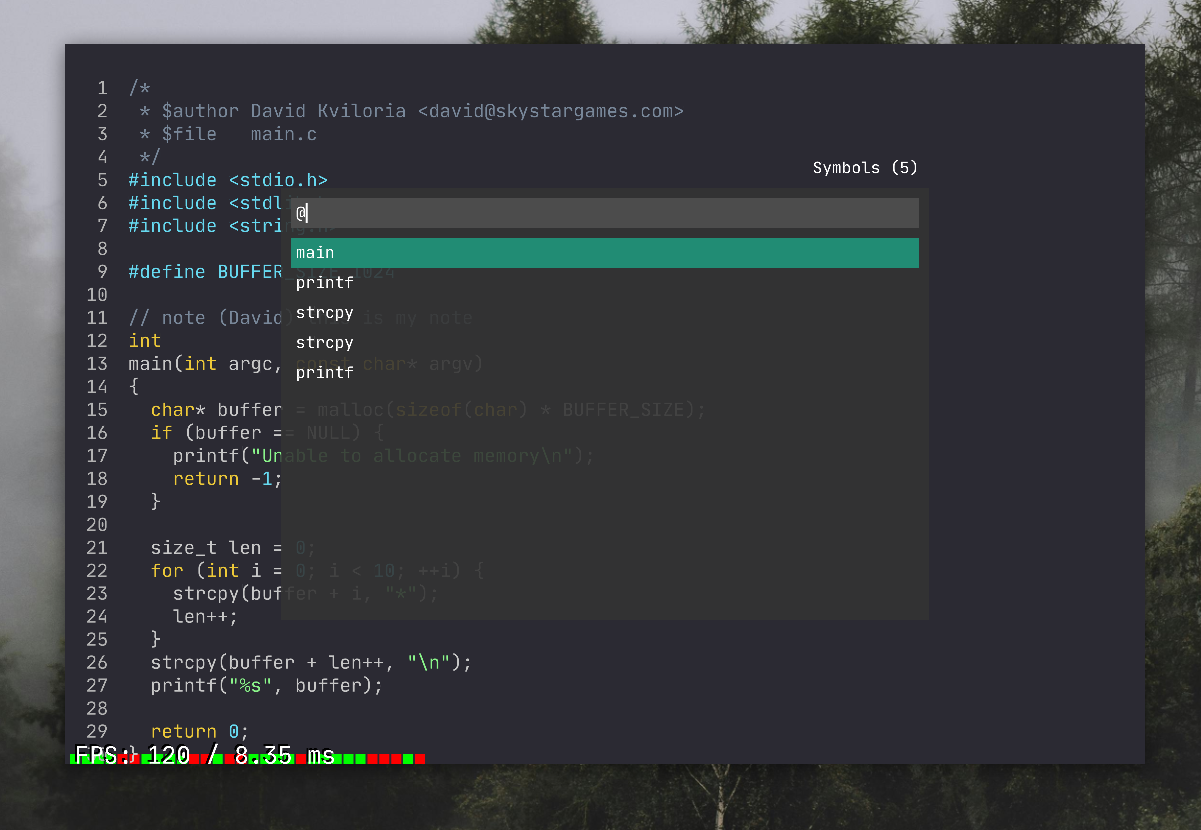 1 /*
2  * $author David Kviloria <david@skystargames.com>
3  * $file   main.c
4  */
Symbols (5)
5 #include <stdio.h>
6 #include <stdl
@
7 #include <string.h>
8
main
9 #define BUFFER_SIZE 1024
printf
10
11 // note (David) this is my note
strcpy
12 int
strcpy
13 main(int argc, const char* argv)
printf
14 {
15   char* buffer = malloc(sizeof(char) * BUFFER_SIZE);
16   if (buffer == NULL) {
17     printf("Unable to allocate memory\n");
18     return -1;
19   }
20
21   size_t len = 0;
22   for (int i = 0; i < 10; ++i) {
23     strcpy(buffer + i, "*");
24     len++;
25   }
26   strcpy(buffer + len++, "\n");
27   printf("%s", buffer);
28
29   return 0;
}
FPS: 120 / 8.35 ms